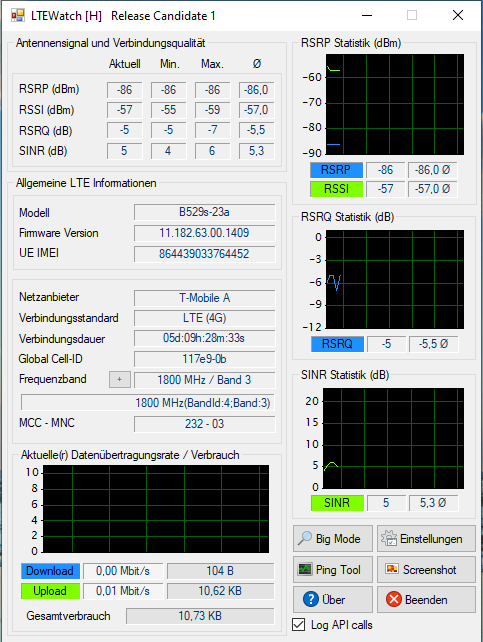 LTEWatch [H]   Release Candidate 1
Antennensignal und Verbindungsqualität
Aktuell Min. Max. Ø
RSRP (dBm) -86 -86 -86 -86,0
RSSI (dBm) -57 -55 -59 -57,0
RSRQ (dB) -5 -5 -7 -5,5
SINR (dB) 5 4 6 5,3
Allgemeine LTE Informationen
Modell B529s-23a
Firmware Version 11.182.63.00.1409
UE IMEI 864439033764452
Netzanbieter T-Mobile A
Verbindungsstandard LTE (4G)
Verbindungsdauer 05d:09h:28m:33s
Global Cell-ID 117e9-0b
Frequenzband + 1800 MHz / Band 3
1800 MHz(BandId:4;Band:3)
MCC - MNC 232 - 03
Aktuelle(r) Datenübertragungsrate / Verbrauch
10
8
6
4
2
0
Download 0,00 Mbit/s 104 B
Upload 0,01 Mbit/s 10,62 KB
Gesamtverbrauch 10,73 KB
RSRP Statistik (dBm)
-60
-70
-80
-90
RSRP -86 -86,0 Ø
RSSI -57 -57,0 Ø
RSRQ Statistik (dB)
0
-3
-6
-9
-12
RSRQ -5 -5,5 Ø
SINR Statistik (dB)
20
15
10
5
0
SINR 5 5,3 Ø
Big Mode Einstellungen
Ping Tool Screenshot
Über Beenden
Log API calls